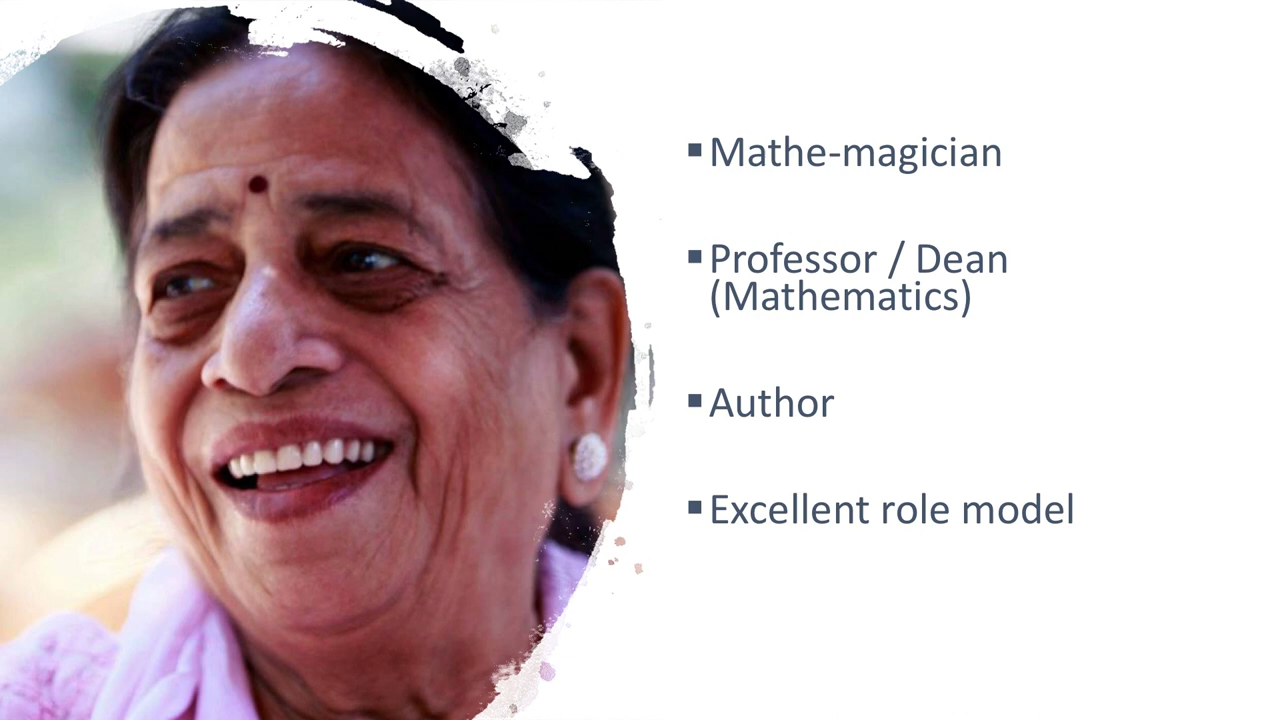 ▪Mathe-magician
▪Professor / Dean
(Mathematics)
▪Author
▪Excellent role model